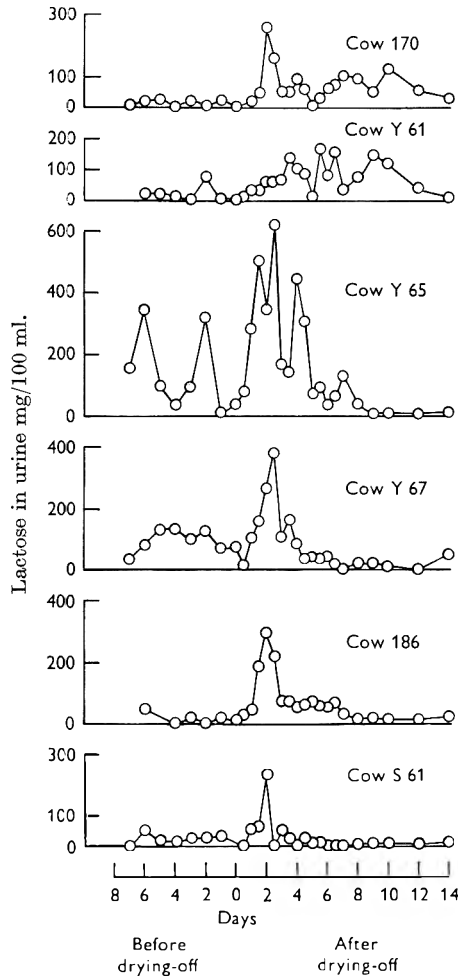 Lactose in urine mg/100 ml.
300
100
0
Cow 170
200
100
0
Cow Y 61
600
400
200
0
Cow Y 65
400
200
0
Cow Y 67
400
200
0
Cow 186
300
100
0
Cow S 61
8 6 4 2 0 2 4 6 8 10 12 14
Days
Before After
drying-off drying-off